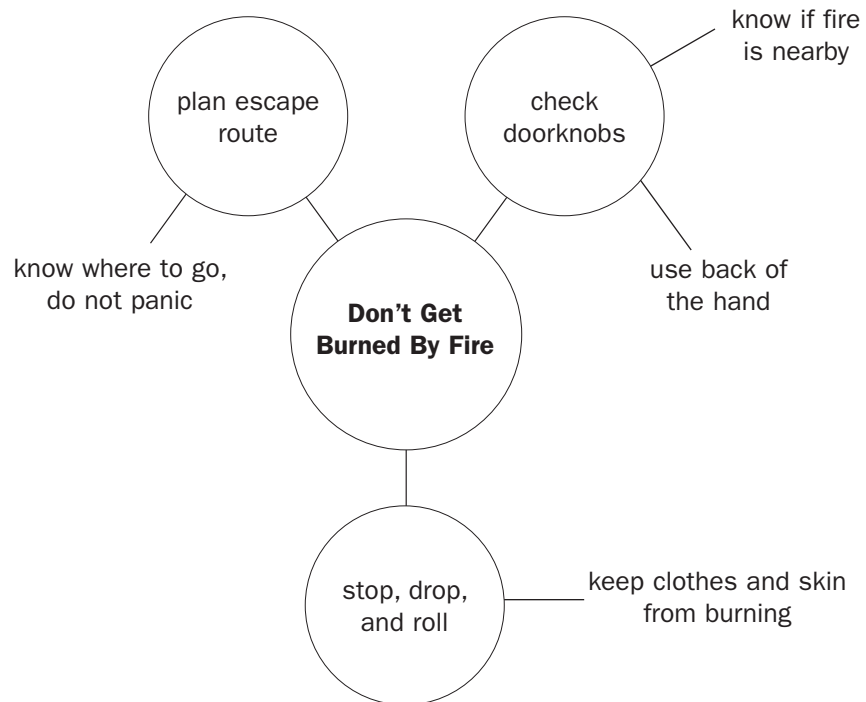 plan escape
route
know where to go,
do not panic
check
doorknobs
know if fire
is nearby
use back of
the hand
Don’t Get
Burned By Fire
stop, drop,
and roll
keep clothes and skin
from burning